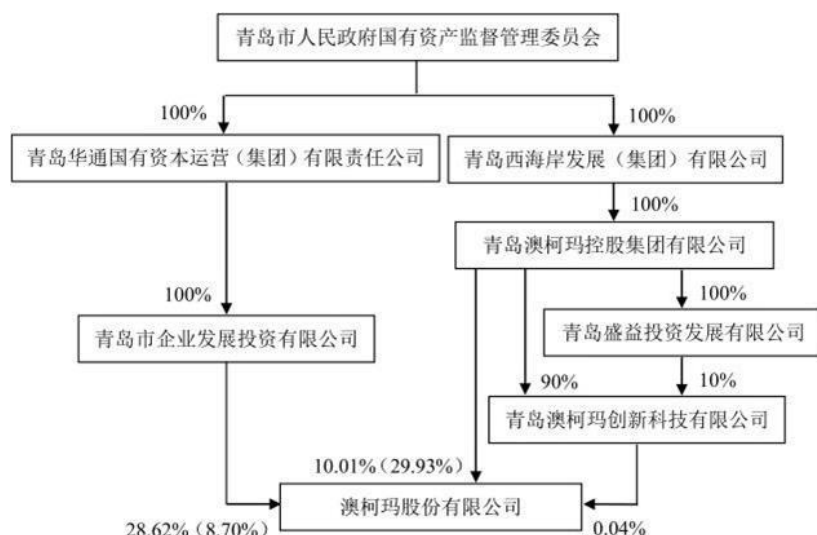 青岛市人民政府国有资产监督管理委员会
100%
100%
青岛华通国有资本运营（集团）有限责任公司
青岛西海岸发展（集团）有限公司
100%
青岛澳柯玛控股集团有限公司
100%
100%
青岛市企业发展投资有限公司
青岛盛益投资发展有限公司
90%
10%
青岛澳柯玛创新科技有限公司
10.01%（29.93%）
澳柯玛股份有限公司
28.62%（8.70%）
0.04%